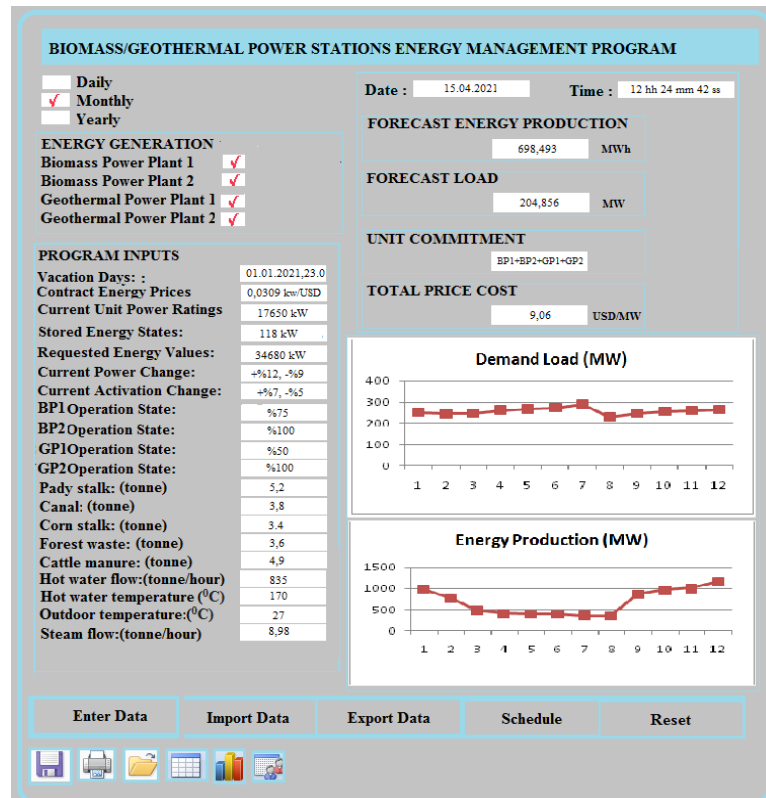 BIOMASS/GEOTHERMAL POWER STATIONS ENERGY MANAGEMENT PROGRAM
Daily
√ Monthly
Yearly
ENERGY GENERATION
Biomass Power Plant 1 √
Biomass Power Plant 2 √
Geothermal Power Plant 1 √
Geothermal Power Plant 2 √
PROGRAM INPUTS
Vacation Days: : 01.01.2021,23.0
Contract Energy Prices 0,0309 kw/USD
Current Unit Power Ratings 17650 kW
Stored Energy States: 118 kW
Requested Energy Values: 34680 kW
Current Power Change: +%12, -%9
Current Activation Change: +%7, -%5
BP1Operation State: %75
BP2Operation State: %100
GP1Operation State: %50
GP2Operation State: %100
Pady stalk: (tonne) 5,2
Canal: (tonne) 3,8
Corn stalk: (tonne) 3.4
Forest waste: (tonne) 3,6
Cattle manure: (tonne) 4,9
Hot water flow:(tonne/hour) 835
Hot water temperature (⁰C) 170
Outdoor temperature:(⁰C) 27
Steam flow:(tonne/hour) 8,98
Date : 15.04.2021 Time : 12 hh 24 mm 42 ss
FORECAST ENERGY PRODUCTION
698,493 MWh
FORECAST LOAD
204,856 MW
UNIT COMMITMENT
BP1+BP2+GP1+GP2
TOTAL PRICE COST
9,06 USD/MW
Demand Load (MW)
400
300
200
100
0
1 2 3 4 5 6 7 8 9 10 11 12
Energy Production (MW)
1500
1000
500
0
1 2 3 4 5 6 7 8 9 10 11 12
Enter Data Import Data Export Data Schedule Reset